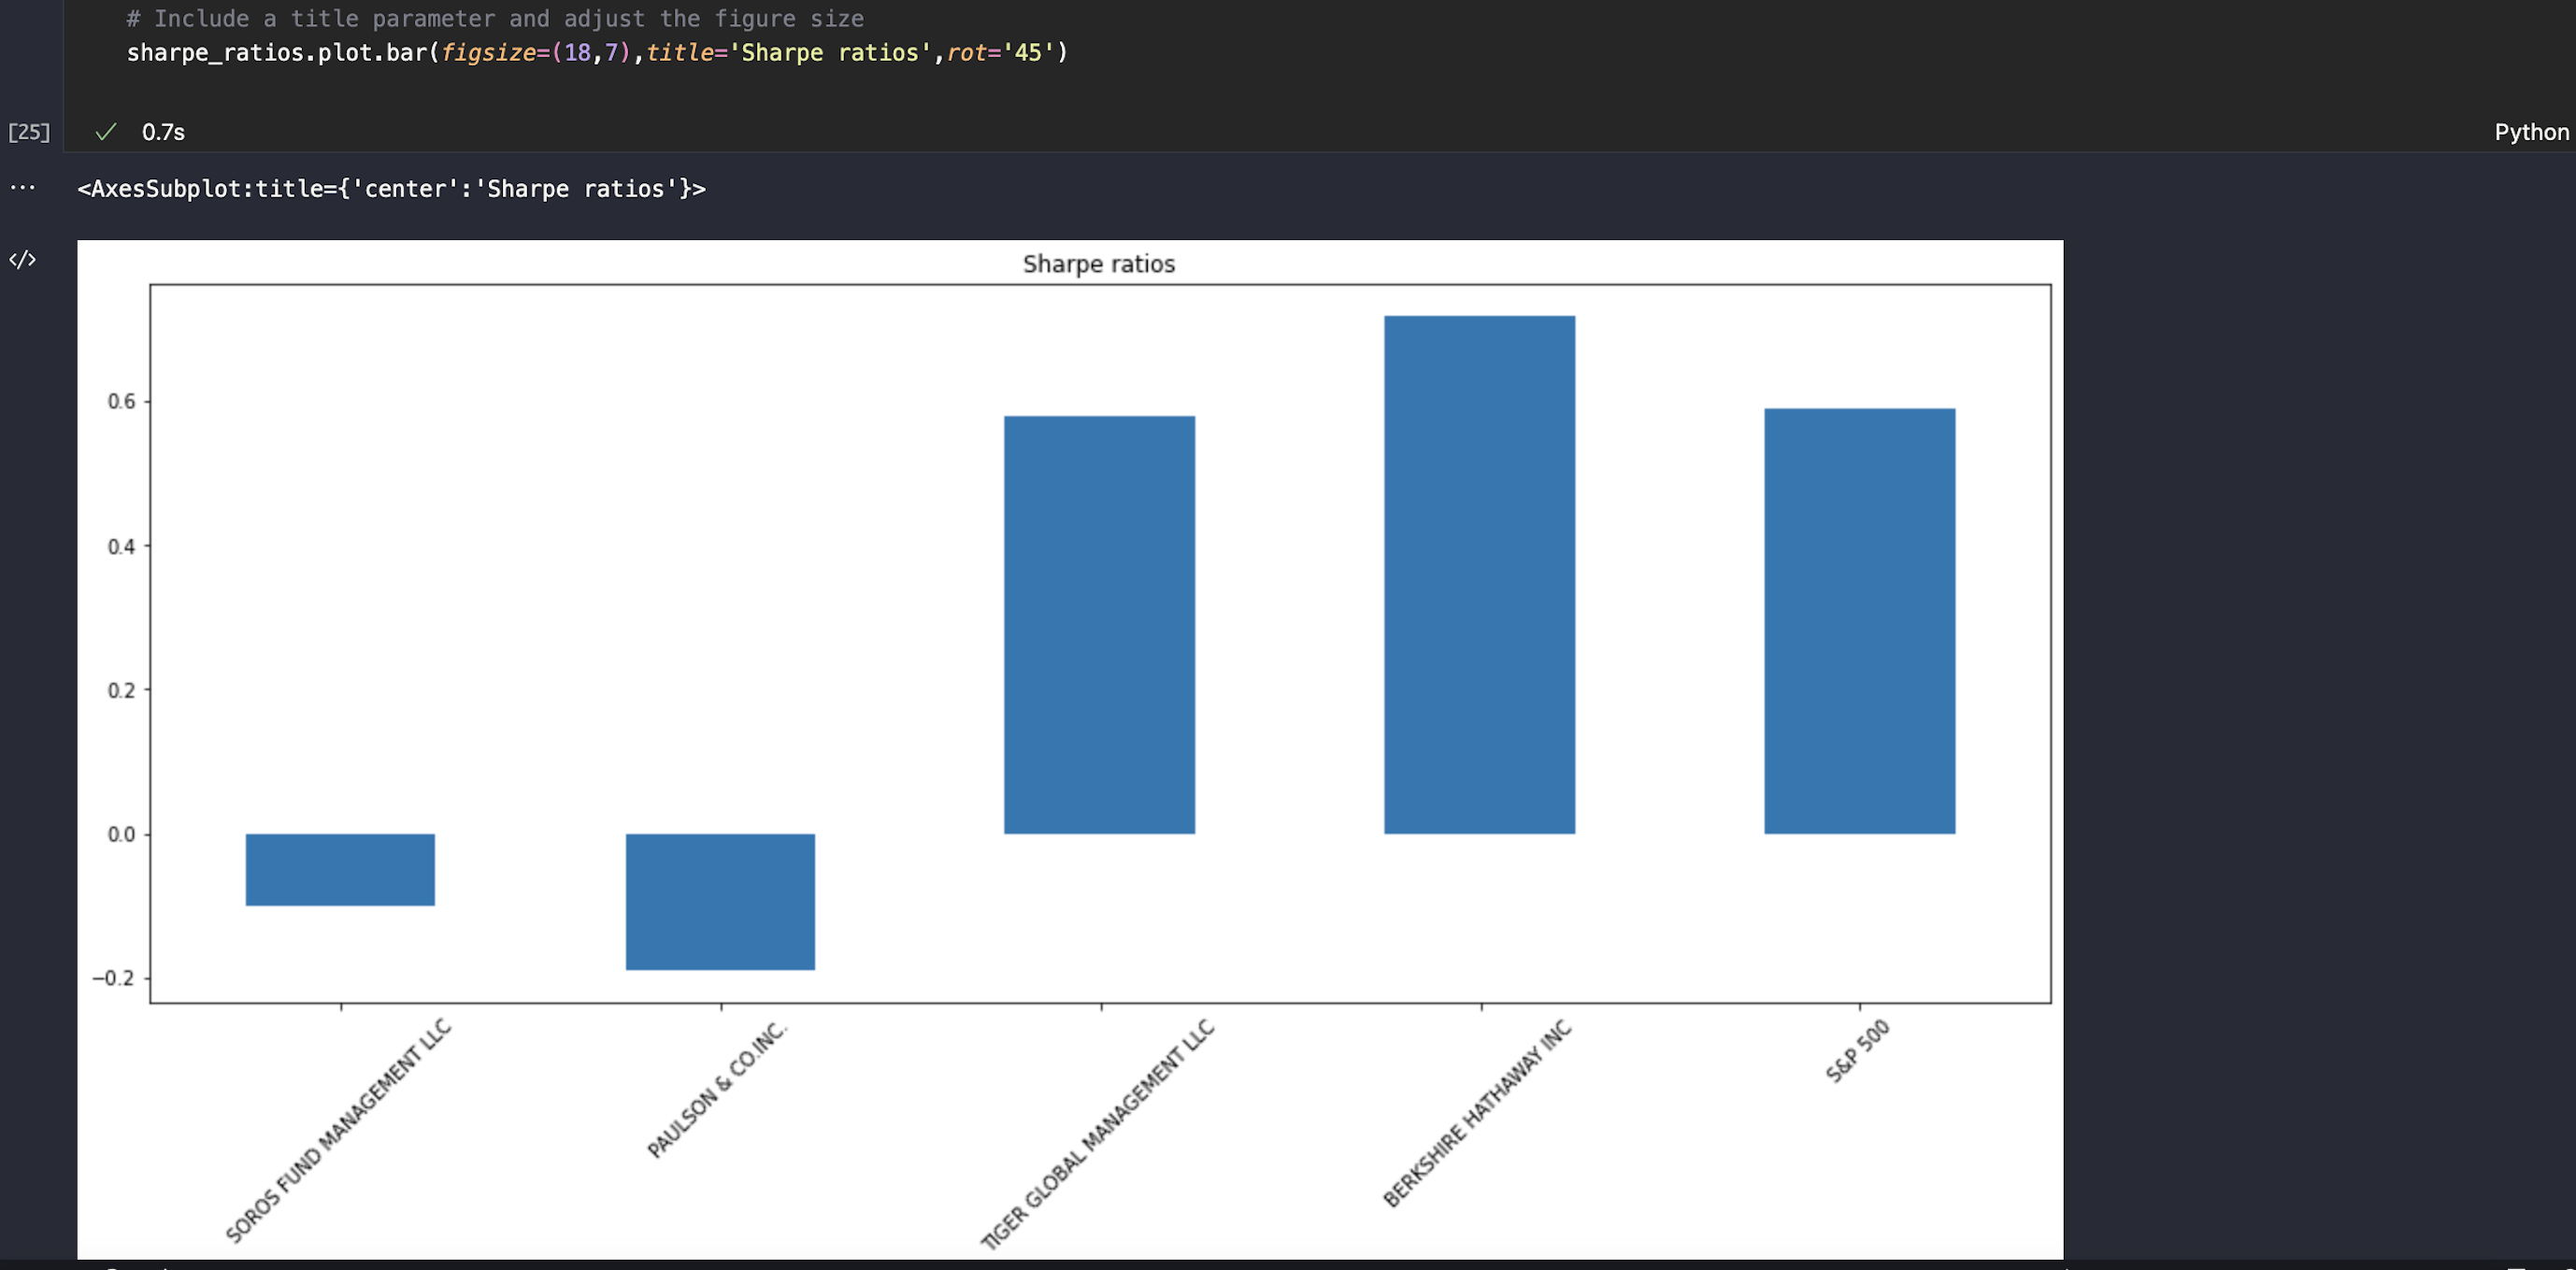 # Include a title parameter and adjust the figure size
sharpe_ratios.plot.bar(figsize=(18,7),title='Sharpe ratios',rot='45')
[25]
0.7s
Python
...
<AxesSubplot:title={'center':'Sharpe ratios'}>
</>
Sharpe ratios
0.6
0.4
0.2
0.0
−0.2
SOROS FUND MANAGEMENT LLC
PAULSON & CO.INC.
TIGER GLOBAL MANAGEMENT LLC
BERKSHIRE HATHAWAY INC
S&P 500